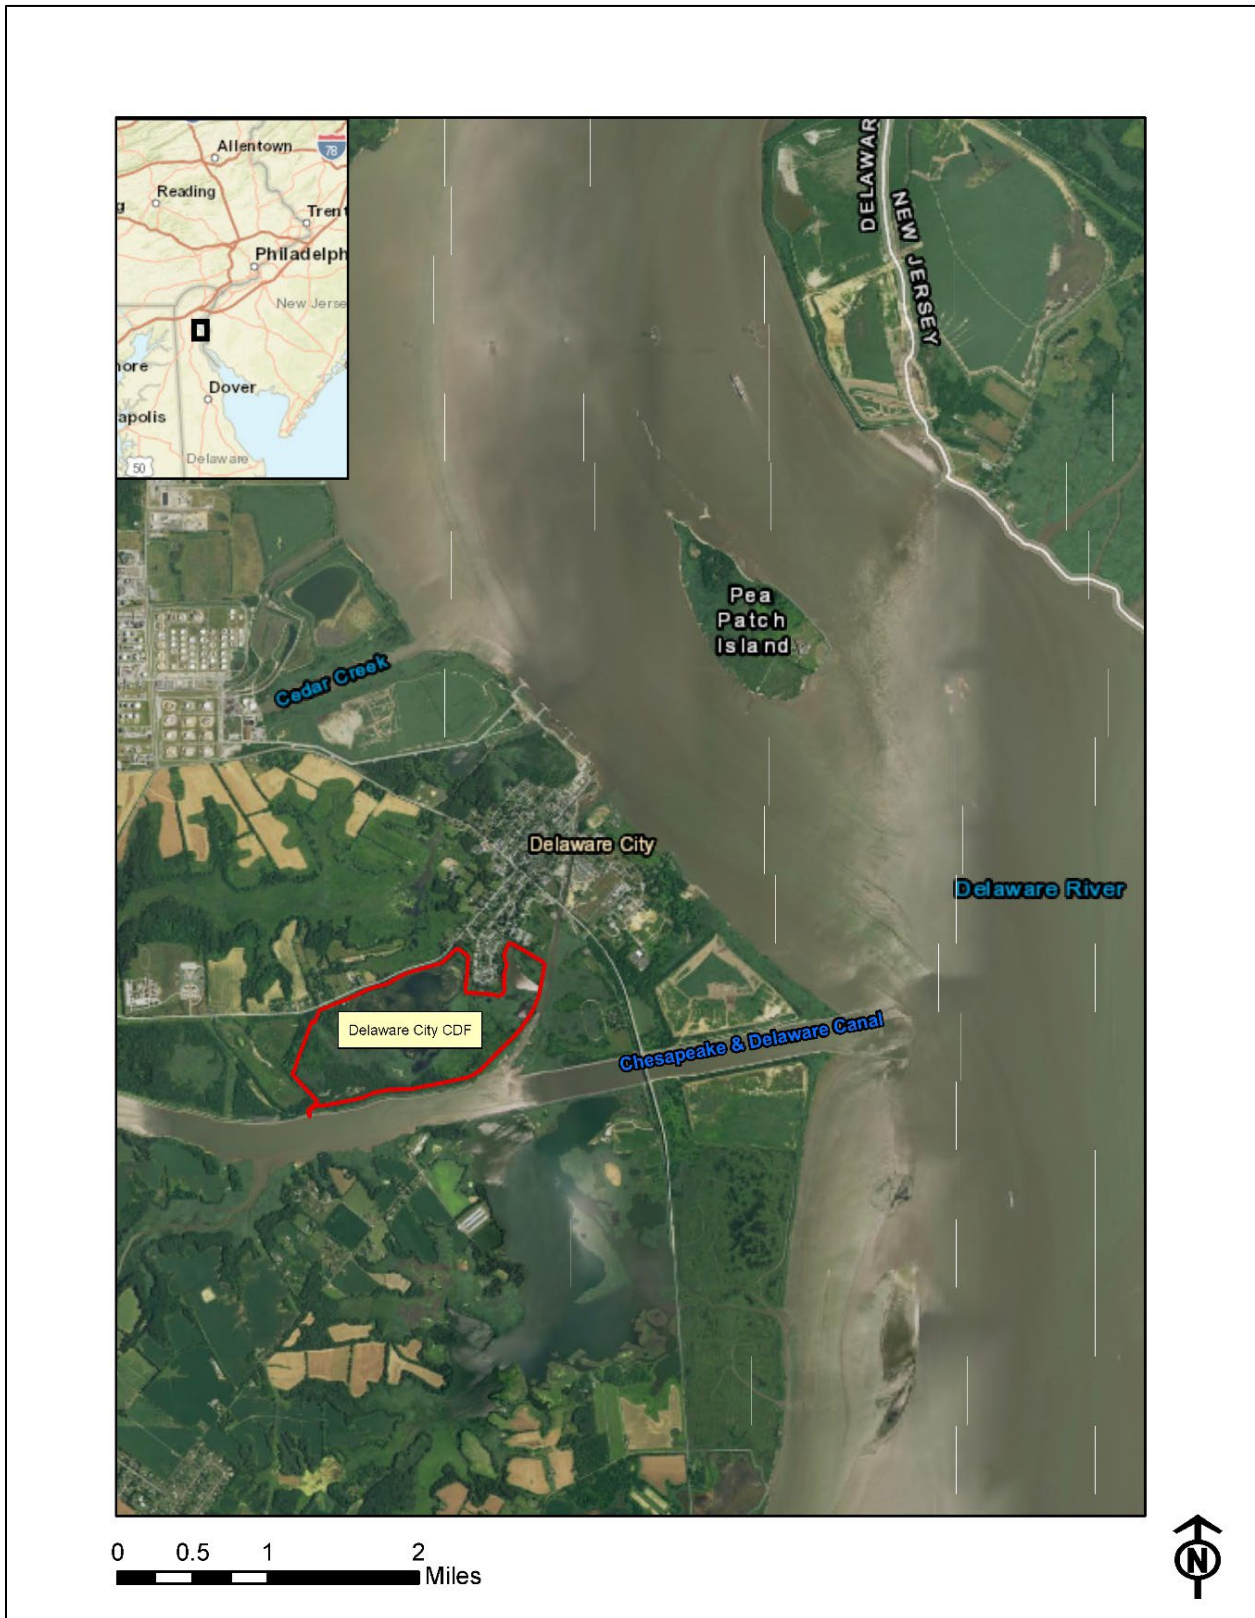 Allentown
78
Reading
Trent
Philadelph
New Jerse
Dover
more
apolis
50
Delaware
DELAWAR
NEW JERSEY
Pea
Patch
Island
Cedar Creek
Delaware City
Delaware River
Delaware City CDF
Chesapeake & Delaware Canal
0 0.5 1 2
Miles
N